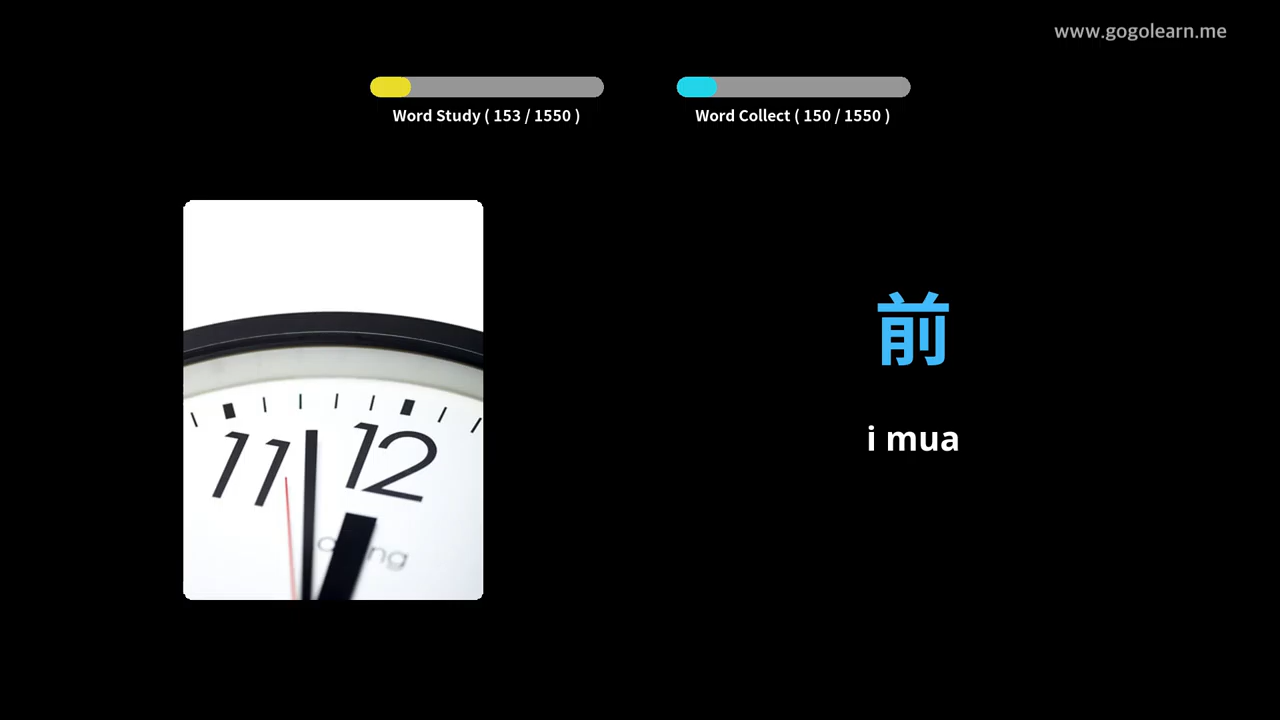 www.gogolearn.me
Word Study ( 153 / 1550 )
Word Collect ( 150 / 1550 )
11 12
前
i mua